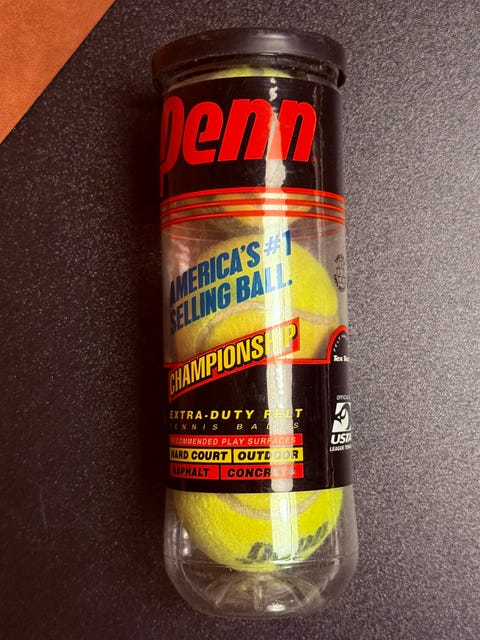 Penn
AMERICA'S #1
SELLING BALL.
CHAMPIONSHIP
EXTRA-DUTY FELT
TENNIS BALLS
RECOMMENDED PLAY SURFACES
HARD COURT OUTDOOR
ASPHALT CONCRETE
USTA